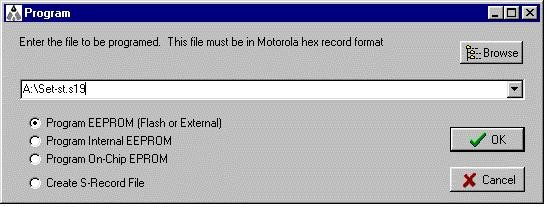 Program
Enter the file to be programed. This file must be in Motorola hex record format
Browse
A:\Set-st.s19
Program EEPROM (Flash or External)
Program Internal EEPROM
OK
Program On-Chip EPROM
Create S-Record File
Cancel